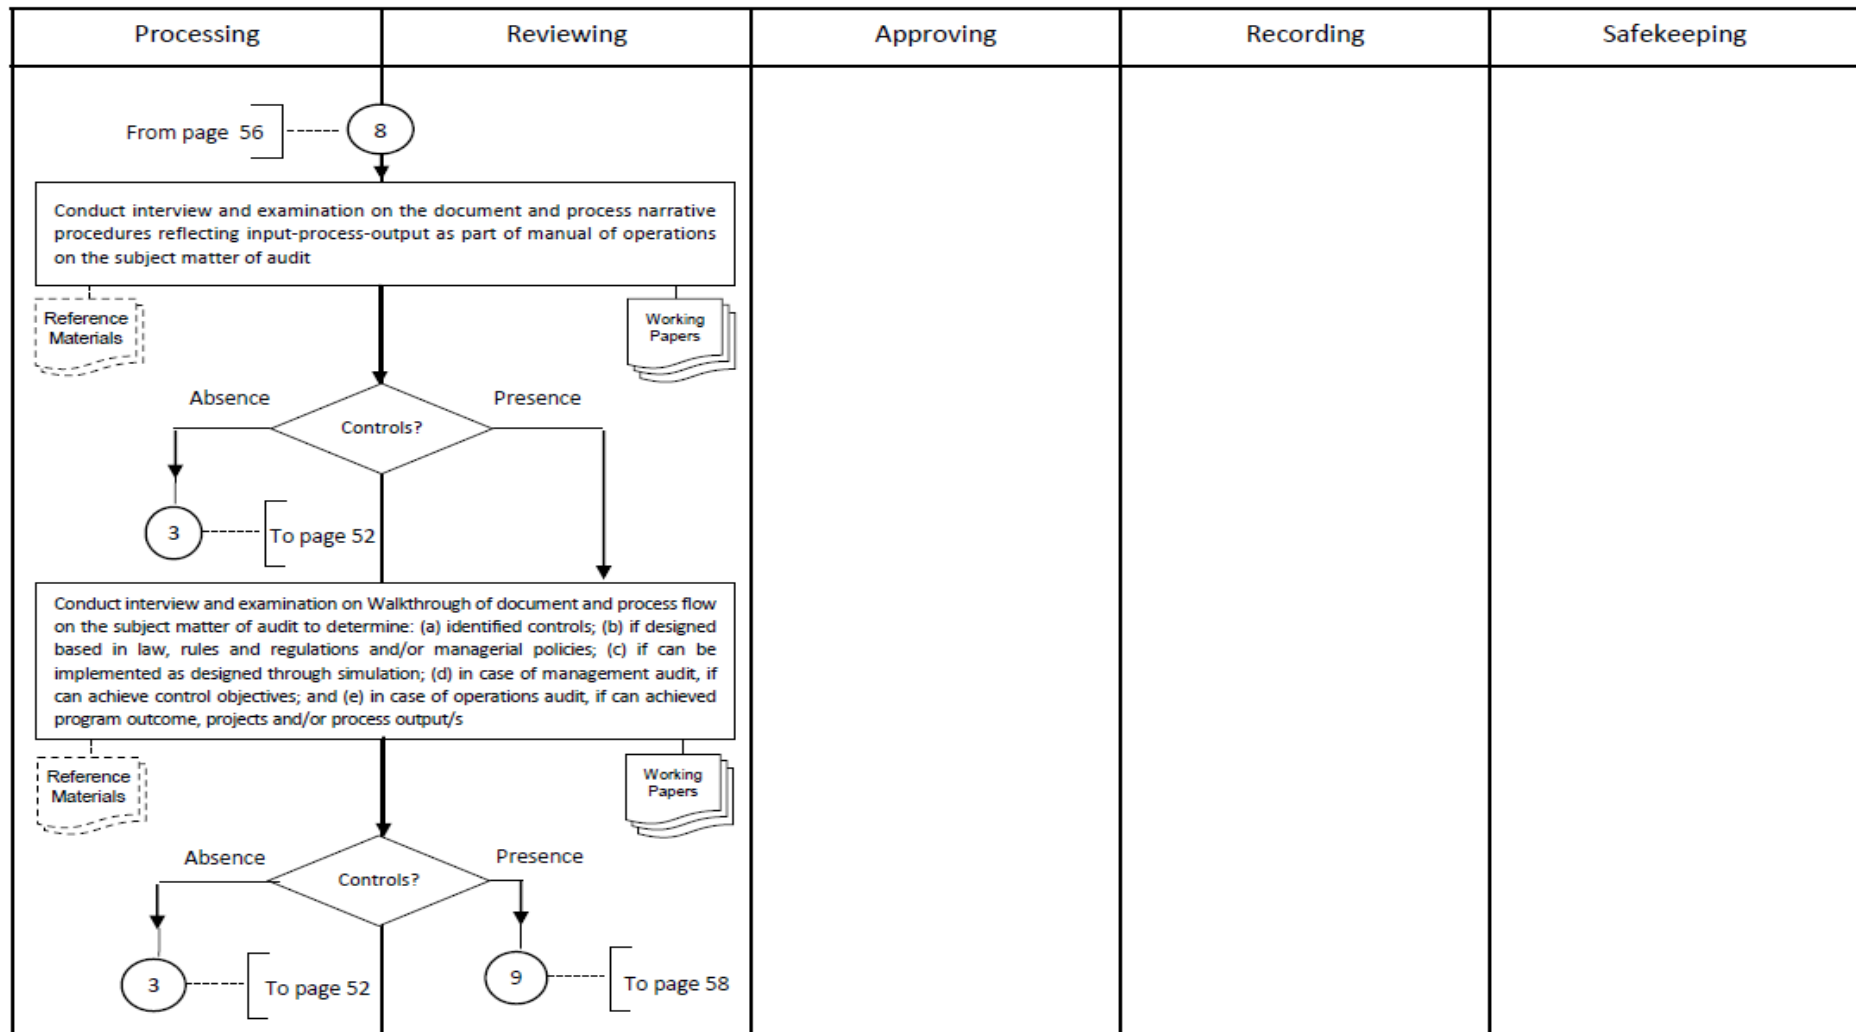 Processing
Reviewing
Approving
Recording
Safekeeping
From page 56
8
Conduct interview and examination on the document and process narrative
procedures reflecting input-process-output as part of manual of operations
on the subject matter of audit
Reference
Materials
Working
Papers
Absence
Presence
Controls?
3
To page 52
Conduct interview and examination on Walkthrough of document and process flow
on the subject matter of audit to determine: (a) identified controls; (b) if designed
based in law, rules and regulations and/or managerial policies; (c) if can be
implemented as designed through simulation; (d) in case of management audit, if
can achieve control objectives; and (e) in case of operations audit, if can achieved
program outcome, projects and/or process output/s
Reference
Materials
Working
Papers
Absence
Presence
Controls?
3
To page 52
9
To page 58